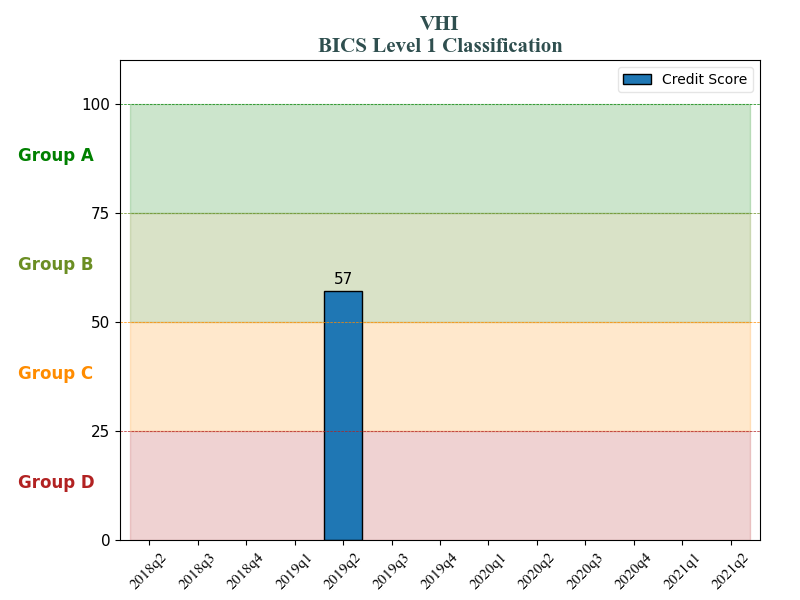 VHI
BICS Level 1 Classification
Credit Score
100
Group A
75
Group B
57
50
Group C
25
Group D
0
2018q2 2018q3 2018q4 2019q1 2019q2 2019q3 2019q4 2020q1 2020q2 2020q3 2020q4 2021q1 2021q2